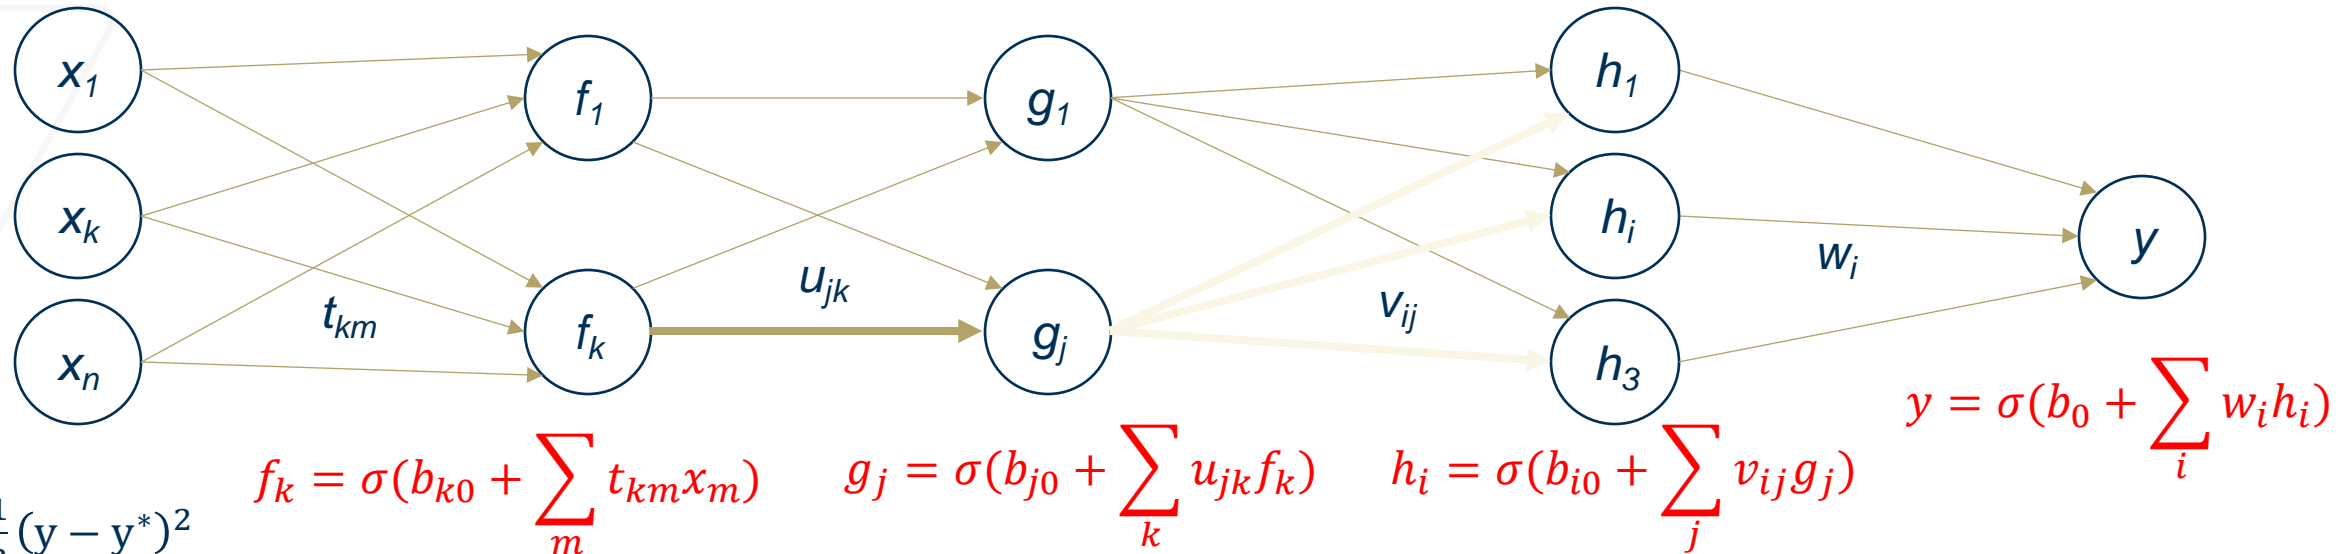 x₁
f₁
g₁
h₁
xₖ
hᵢ
y
wᵢ
uⱼₖ
vᵢⱼ
tₖₘ
xₙ
fₖ
gⱼ
h₃
y = σ(b₀ + ∑ᵢ wᵢhᵢ)
fₖ = σ(bₖ₀ + ∑ₘ tₖₘxₘ)
gⱼ = σ(bⱼ₀ + ∑ₖ uⱼₖfₖ)
hᵢ = σ(bᵢ₀ + ∑ⱼ vᵢⱼgⱼ)
(y − y*)²